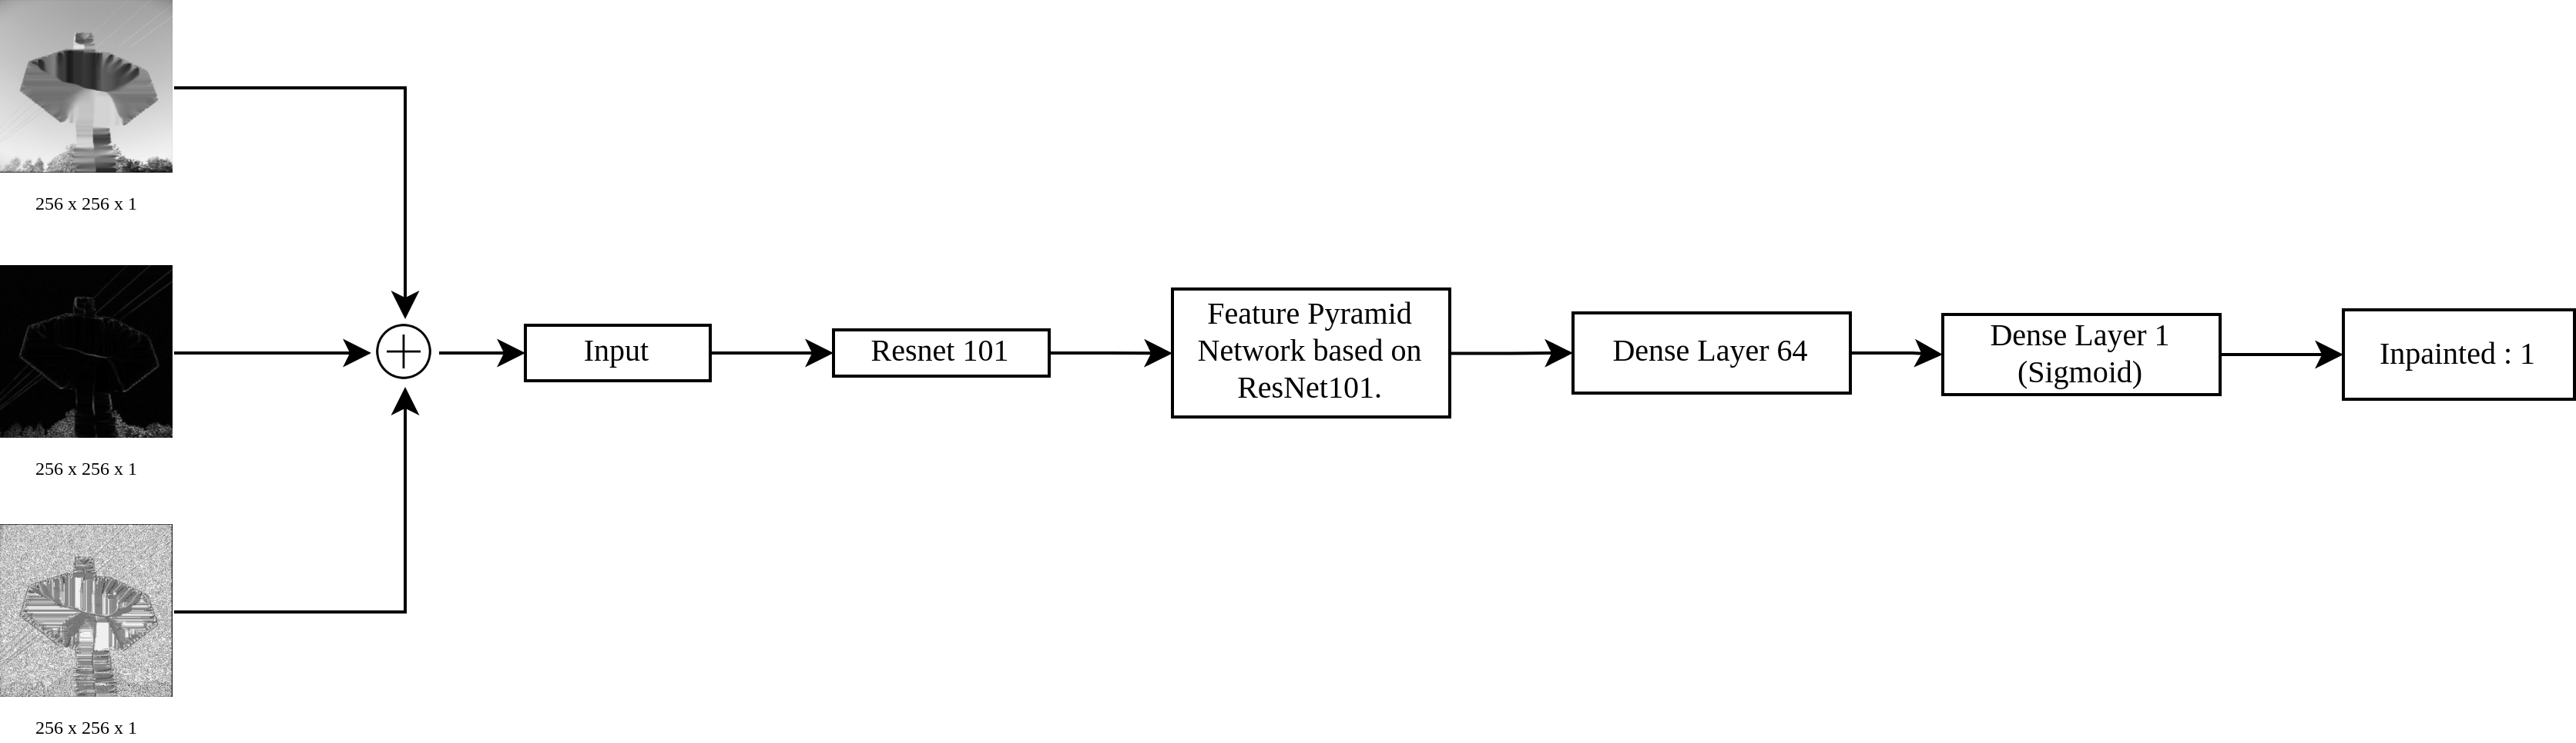 256 x 256 x 1
256 x 256 x 1
256 x 256 x 1
Input
Resnet 101
Feature Pyramid
Network based on
ResNet101.
Dense Layer 64
Dense Layer 1
(Sigmoid)
Inpainted : 1